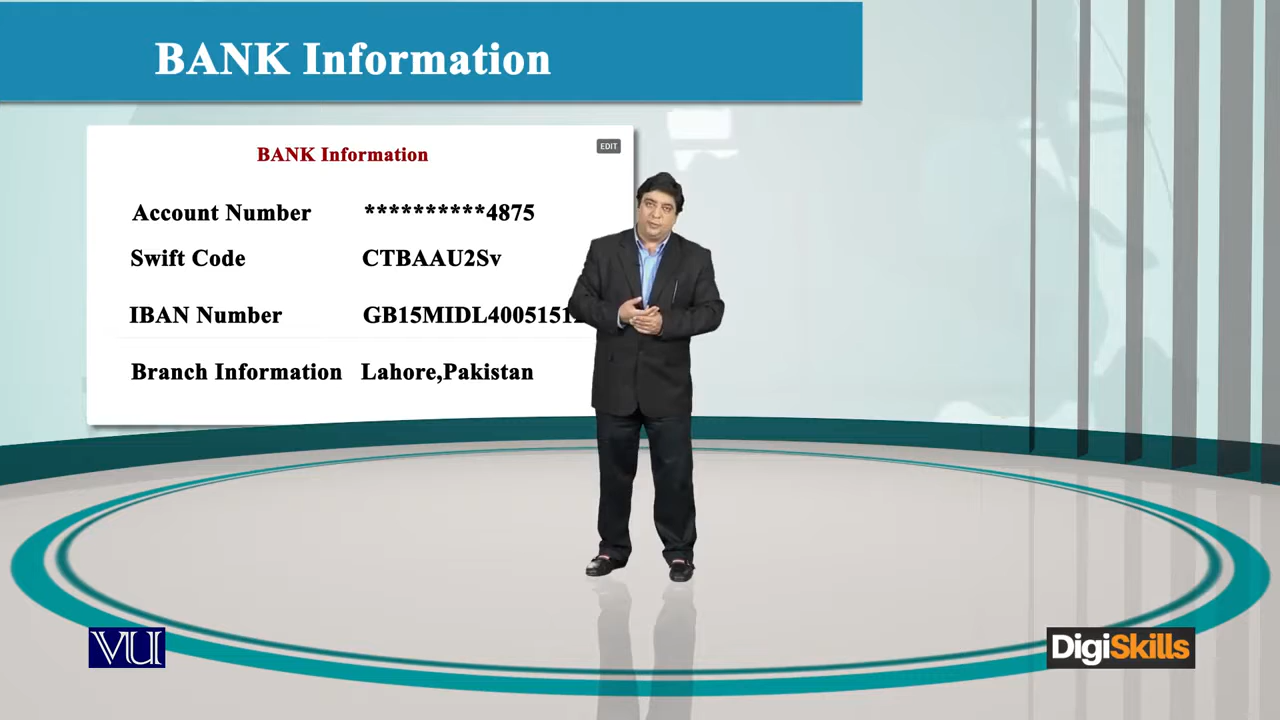 BANK Information
BANK Information
EDIT
Account Number **********4875
Swift Code CTBAAU2Sv
IBAN Number GB15MIDL4005151
Branch Information Lahore,Pakistan
VU
DigiSkills